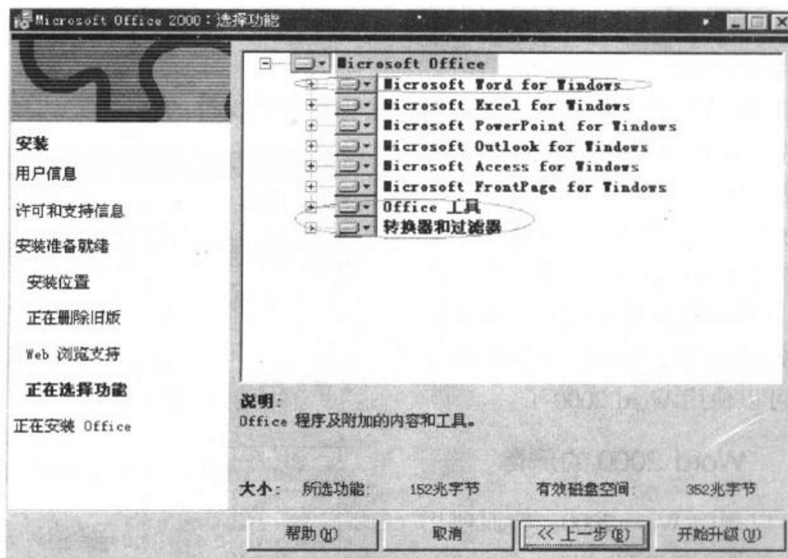 Microsoft Office 2000：选择功能
安装
用户信息
许可和支持信息
安装准备就绪
安装位置
正在删除旧版
Web 浏览支持
正在选择功能
正在安装 Office
Microsoft Office
Microsoft Word for Windows
Microsoft Excel for Windows
Microsoft PowerPoint for Windows
Microsoft Outlook for Windows
Microsoft Access for Windows
Microsoft FrontPage for Windows
Office 工具
转换器和过滤器
说明:
Office 程序及附加的内容和工具。
大小: 所选功能: 152兆字节 有效磁盘空间: 352兆字节
帮助(H) 取消 << 上一步(B) 开始升级(U)